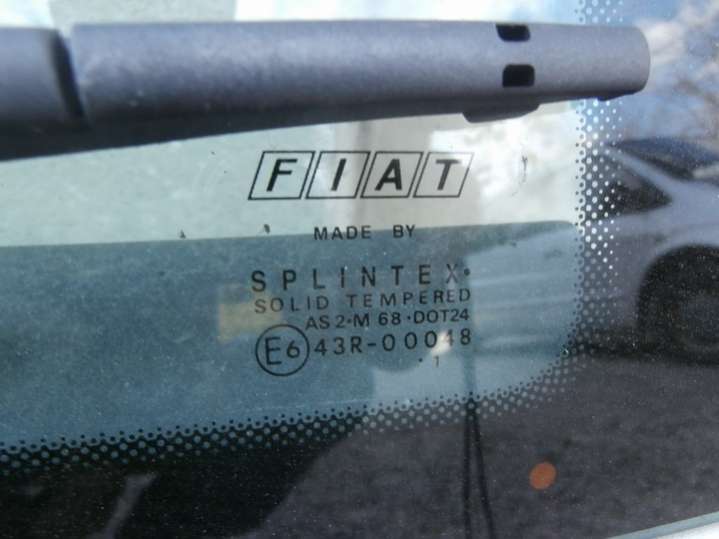 FIAT
MADE BY
SPLINTEX
SOLID TEMPERED
AS2·M 68·DOT24
E6 43R-00048